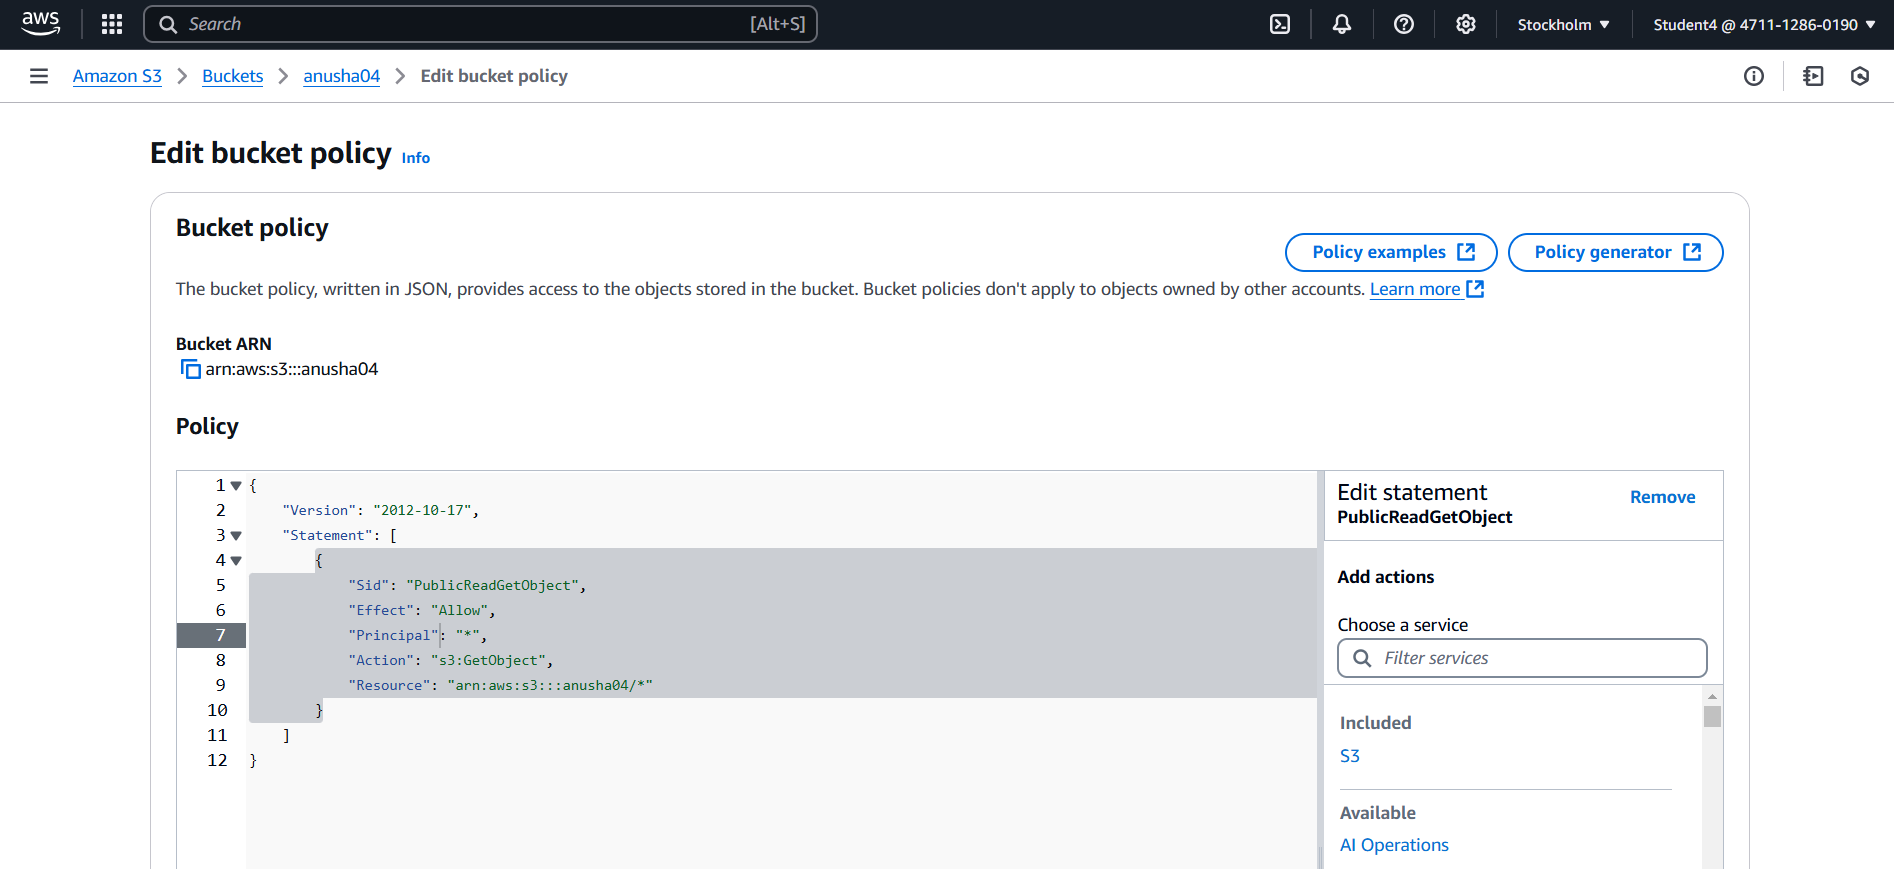 aws
Search [Alt+S]
Stockholm
Student4 @ 4711-1286-0190
Amazon S3 > Buckets > anusha04 > Edit bucket policy
Edit bucket policy Info
Bucket policy
Policy examples
Policy generator
The bucket policy, written in JSON, provides access to the objects stored in the bucket. Bucket policies don't apply to objects owned by other accounts. Learn more
Bucket ARN
arn:aws:s3:::anusha04
Policy
1 {
2 "Version": "2012-10-17",
3 "Statement": [
4 {
5 "Sid": "PublicReadGetObject",
6 "Effect": "Allow",
7 "Principal": "*",
8 "Action": "s3:GetObject",
9 "Resource": "arn:aws:s3:::anusha04/*"
10 }
11 ]
12 }
Edit statement
Remove
PublicReadGetObject
Add actions
Choose a service
Filter services
Included
S3
Available
AI Operations